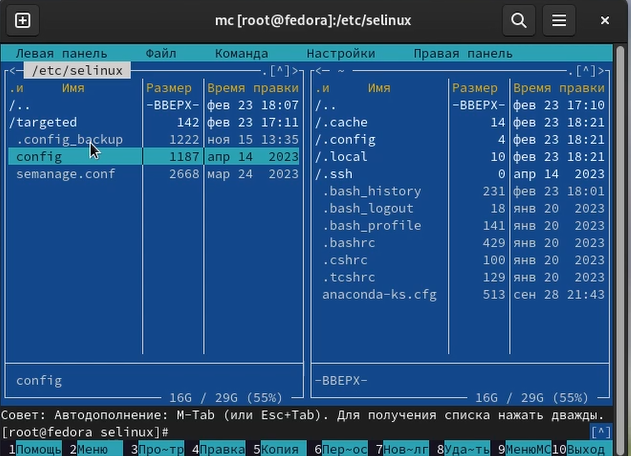 mc [root@fedora]:/etc/selinux
Левая панель Файл Команда Настройки Правая панель
<— /etc/selinux .[^]> <— ~ .[^]>
.и Имя Размер Время правки .и Имя Размер Время правки
/.. -ВВЕРХ- фев 23 18:07 /.. -ВВЕРХ- фев 23 17:10
/targeted 142 фев 23 17:11 /.cache 14 фев 23 18:21
.config_backup 1222 ноя 15 13:35 /.config 4 фев 23 18:21
config 1187 апр 14 2023 /.local 10 фев 23 18:21
semanage.conf 2668 мар 24 2023 /.ssh 0 апр 14 2023
.bash_history 231 фев 23 18:01
.bash_logout 18 янв 20 2023
.bash_profile 141 янв 20 2023
.bashrc 429 янв 20 2023
.cshrc 100 янв 20 2023
.tcshrc 129 янв 20 2023
anaconda-ks.cfg 513 сен 28 21:43
config -ВВЕРХ-
16G / 29G (55%) 16G / 29G (55%)
Совет: Автодополнение: M-Tab (или Esc+Tab). Для получения списка нажать дважды.
[root@fedora selinux]# [^]
1Помощь 2Меню 3Про~тр 4Правка 5Копия 6Пер~ос 7Нов~лг 8Уда~ть 9МенюMC 10Выход